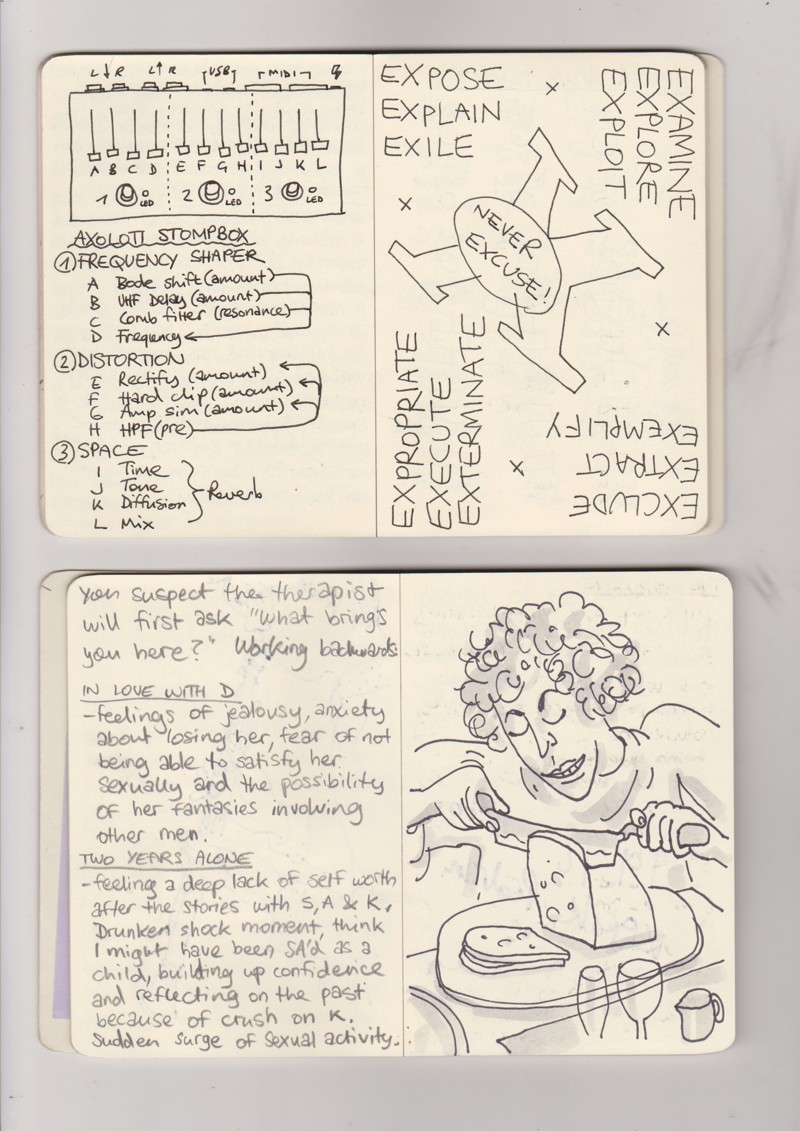 L R L R USB MIDI
A B C D E F G H I J K L
1 LED 2 LED 3 LED
AXOLOTI STOMPBOX
① FREQUENCY SHAPER
A Bode shift (amount)
B VHF Delay (amount)
C Comb filter (resonance)
D Frequency
② DISTORTION
E Rectify (amount)
F Hard clip (amount)
G Amp sim (amount)
H HPF (pre)
③ SPACE
I Time
J Tone
K Diffusion
L Mix
Reverb
EXPOSE
EXPLAIN
EXILE
EXAMINE
EXPLORE
EXPLOIT
NEVER
EXCUSE!
EXPROPRIATE
EXECUTE
EXTERMINATE
EXCLUDE
EXTRACT
EXEMPLIFY
You suspect the therapist
will first ask "What brings
you here?" Working backwards
IN LOVE WITH D
- feelings of jealousy, anxiety
about losing her, fear of not
being able to satisfy her
sexually and the possibility
of her fantasies involving
other men.
TWO YEARS ALONE
- feeling a deep lack of self worth
after the stories with S, A & K.
Drunken shock moment, think
I might have been SA'd as a
child, building up confidence
and reflecting on the past
because of crush on K.
Sudden surge of sexual activity.